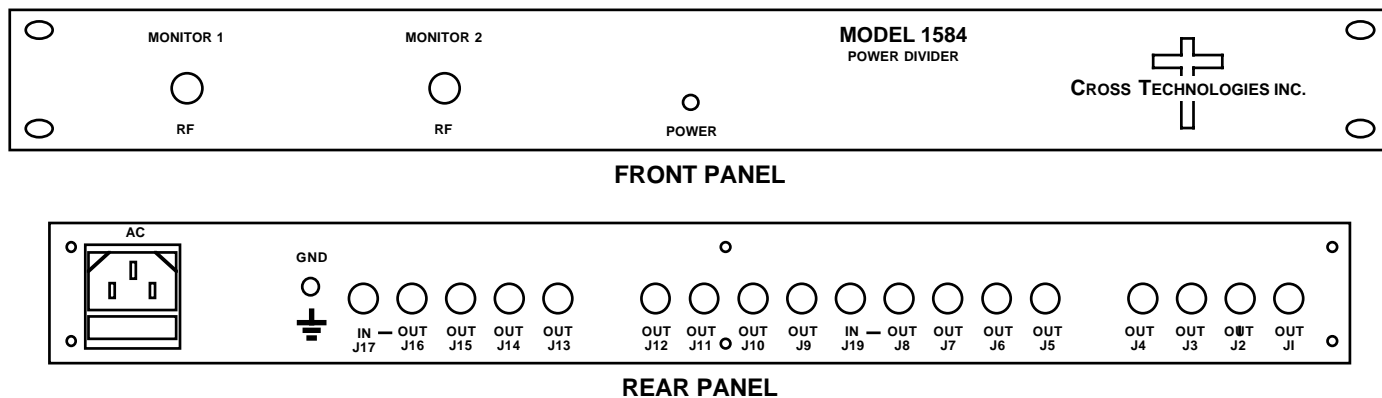 MONITOR 1
MONITOR 2
MODEL 1584
POWER DIVIDER
CROSS TECHNOLOGIES INC.
RF
RF
POWER
FRONT PANEL
AC
GND
IN — OUT OUT OUT OUT OUT OUT OUT OUT IN — OUT OUT OUT OUT OUT OUT OUT OUT
J17 J16 J15 J14 J13 J12 J11 J10 J9 J19 J8 J7 J6 J5 J4 J3 J2 J1
REAR PANEL